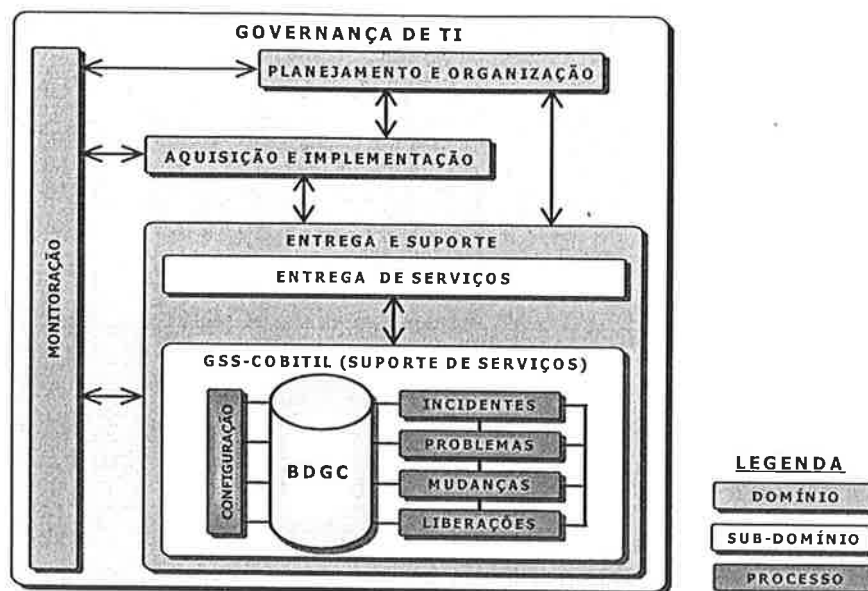 GOVERNANÇA DE TI
PLANEJAMENTO E ORGANIZAÇÃO
AQUISIÇÃO E IMPLEMENTAÇÃO
MONITORAÇÃO
ENTREGA E SUPORTE
ENTREGA DE SERVIÇOS
GSS-COBITIL (SUPORTE DE SERVIÇOS)
CONFIGURAÇÃO
BDGC
INCIDENTES
PROBLEMAS
MUDANÇAS
LIBERAÇÕES
LEGENDA
DOMÍNIO
SUB-DOMÍNIO
PROCESSO